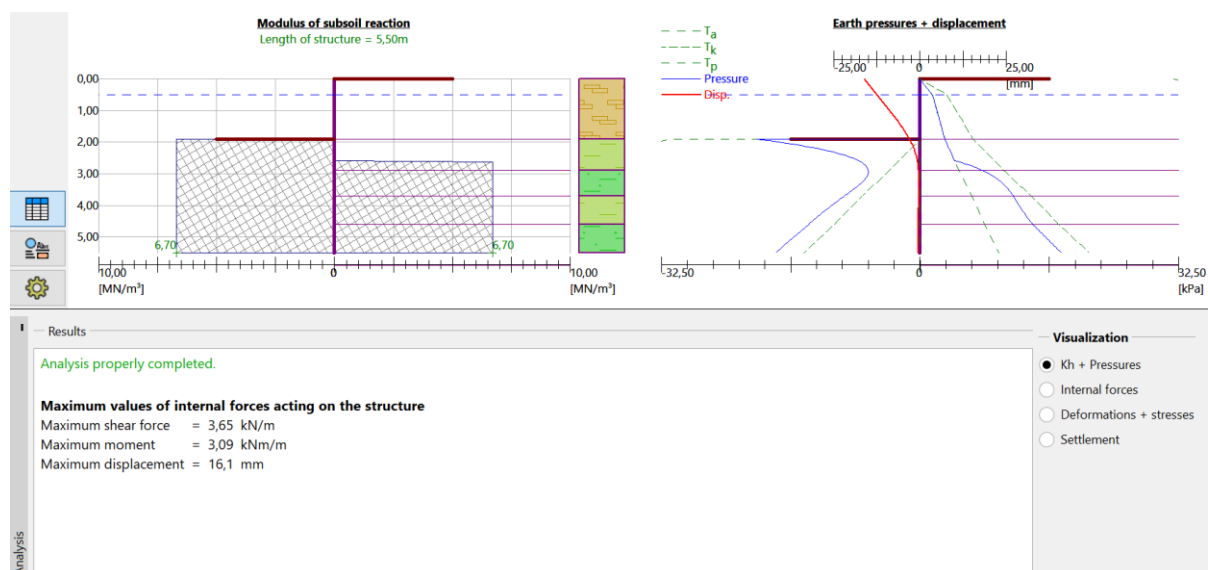 Modulus of subsoil reaction
Length of structure = 5,50m
0,00
1,00
2,00
3,00
4,00
5,00
6,70
6,70
10,00
0
10,00
[MN/m³]
[MN/m³]
Earth pressures + displacement
Ta
Tk
Tp
Pressure
Disp.
-25,00
0
25,00
[mm]
-32,50
0
32,50
[kPa]
Results
Analysis properly completed.
Maximum values of internal forces acting on the structure
Maximum shear force = 3,65 kN/m
Maximum moment = 3,09 kNm/m
Maximum displacement = 16,1 mm
Visualization
Kh + Pressures
Internal forces
Deformations + stresses
Settlement
Analysis